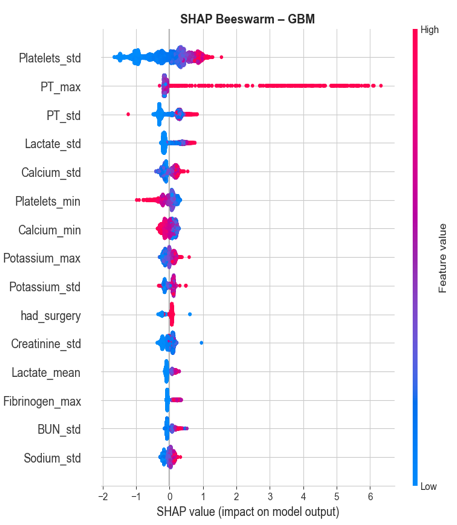 SHAP Beeswarm – GBM
High
Platelets_std
PT_max
PT_std
Lactate_std
Calcium_std
Platelets_min
Calcium_min
Potassium_max
Potassium_std
had_surgery
Creatinine_std
Lactate_mean
Fibrinogen_max
BUN_std
Sodium_std
Feature value
Low
−2 −1 0 1 2 3 4 5 6
SHAP value (impact on model output)